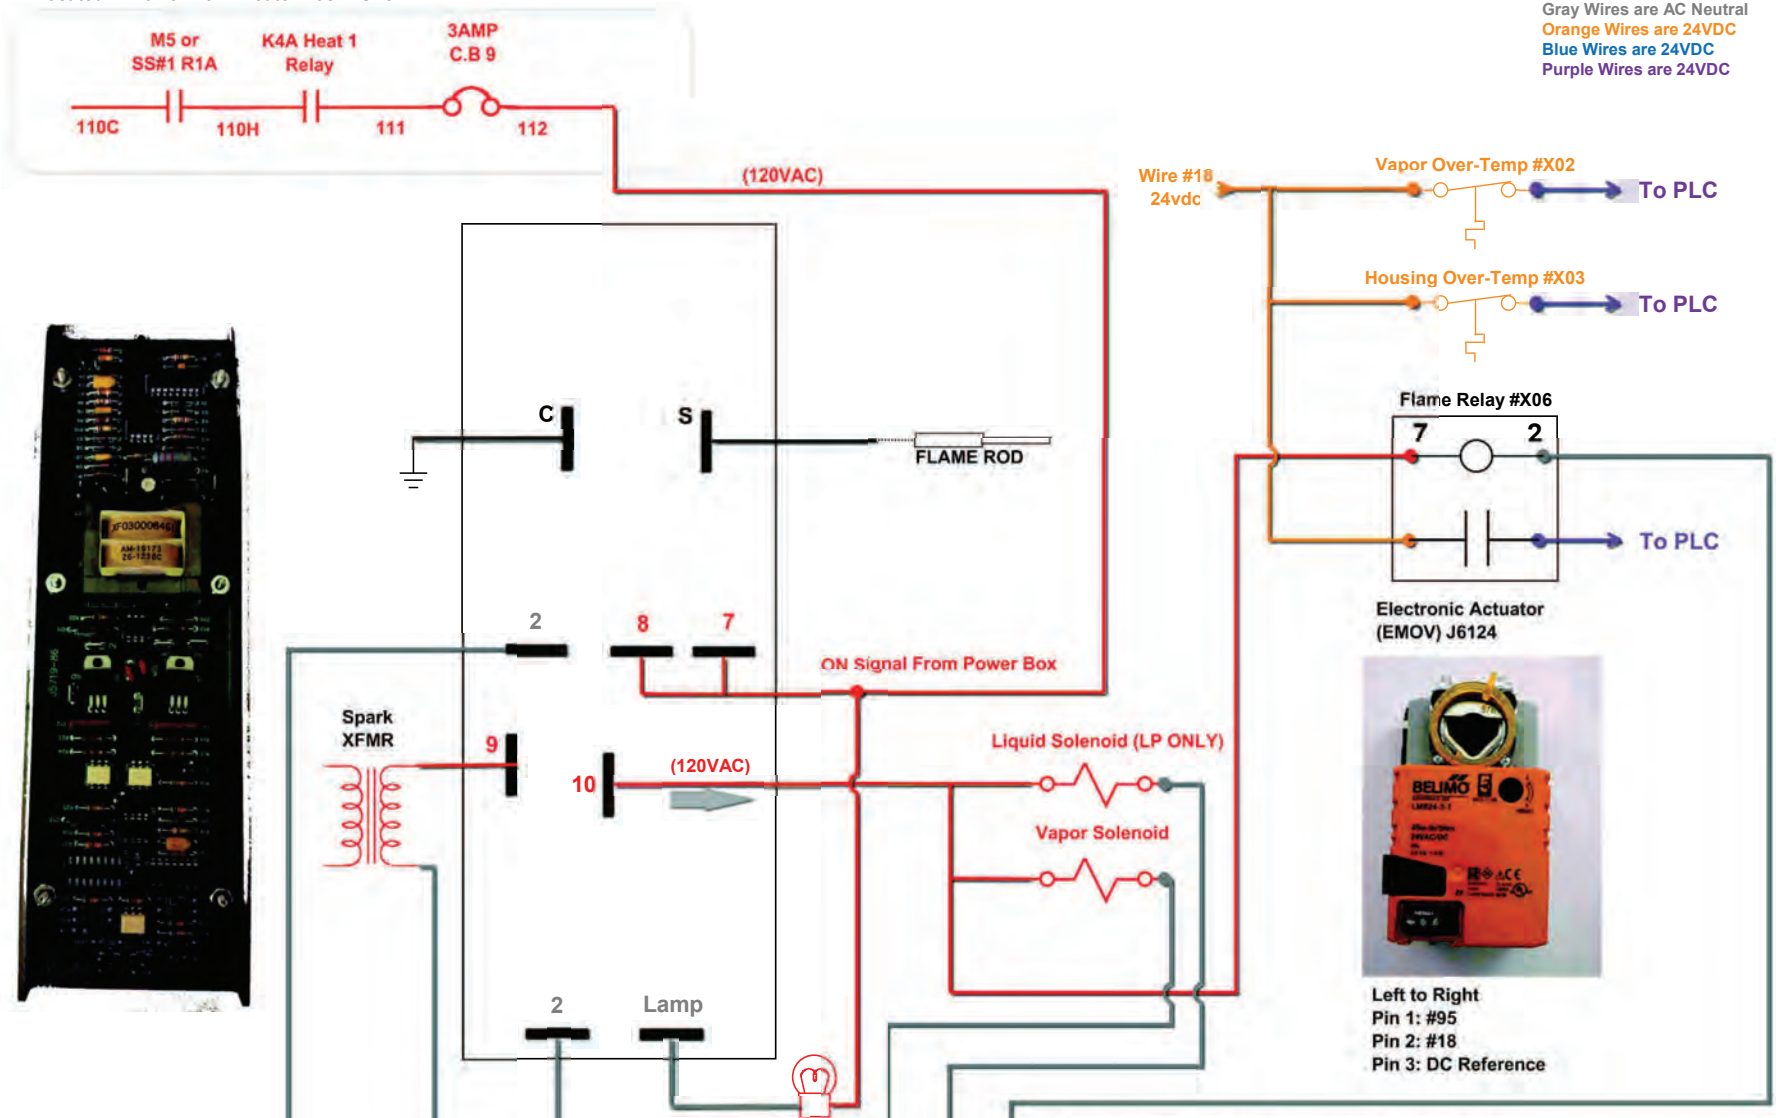 Gray Wires are AC Neutral
Orange Wires are 24VDC
Blue Wires are 24VDC
Purple Wires are 24VDC
M5 or
SS#1 R1A
K4A Heat 1
Relay
3AMP
C.B 9
110C
110H
111
112
(120VAC)
Wire #18
24vdc
Vapor Over-Temp #X02
To PLC
Housing Over-Temp #X03
To PLC
Flame Relay #X06
7
2
To PLC
C
S
FLAME ROD
2
8
7
ON Signal From Power Box
Electronic Actuator
(EMOV) J6124
Spark
XFMR
9
10
(120VAC)
Liquid Solenoid (LP ONLY)
Vapor Solenoid
2
Lamp
XF0300084
AM-19173
J5719-86
BELIMO
Left to Right
Pin 1: #95
Pin 2: #18
Pin 3: DC Reference